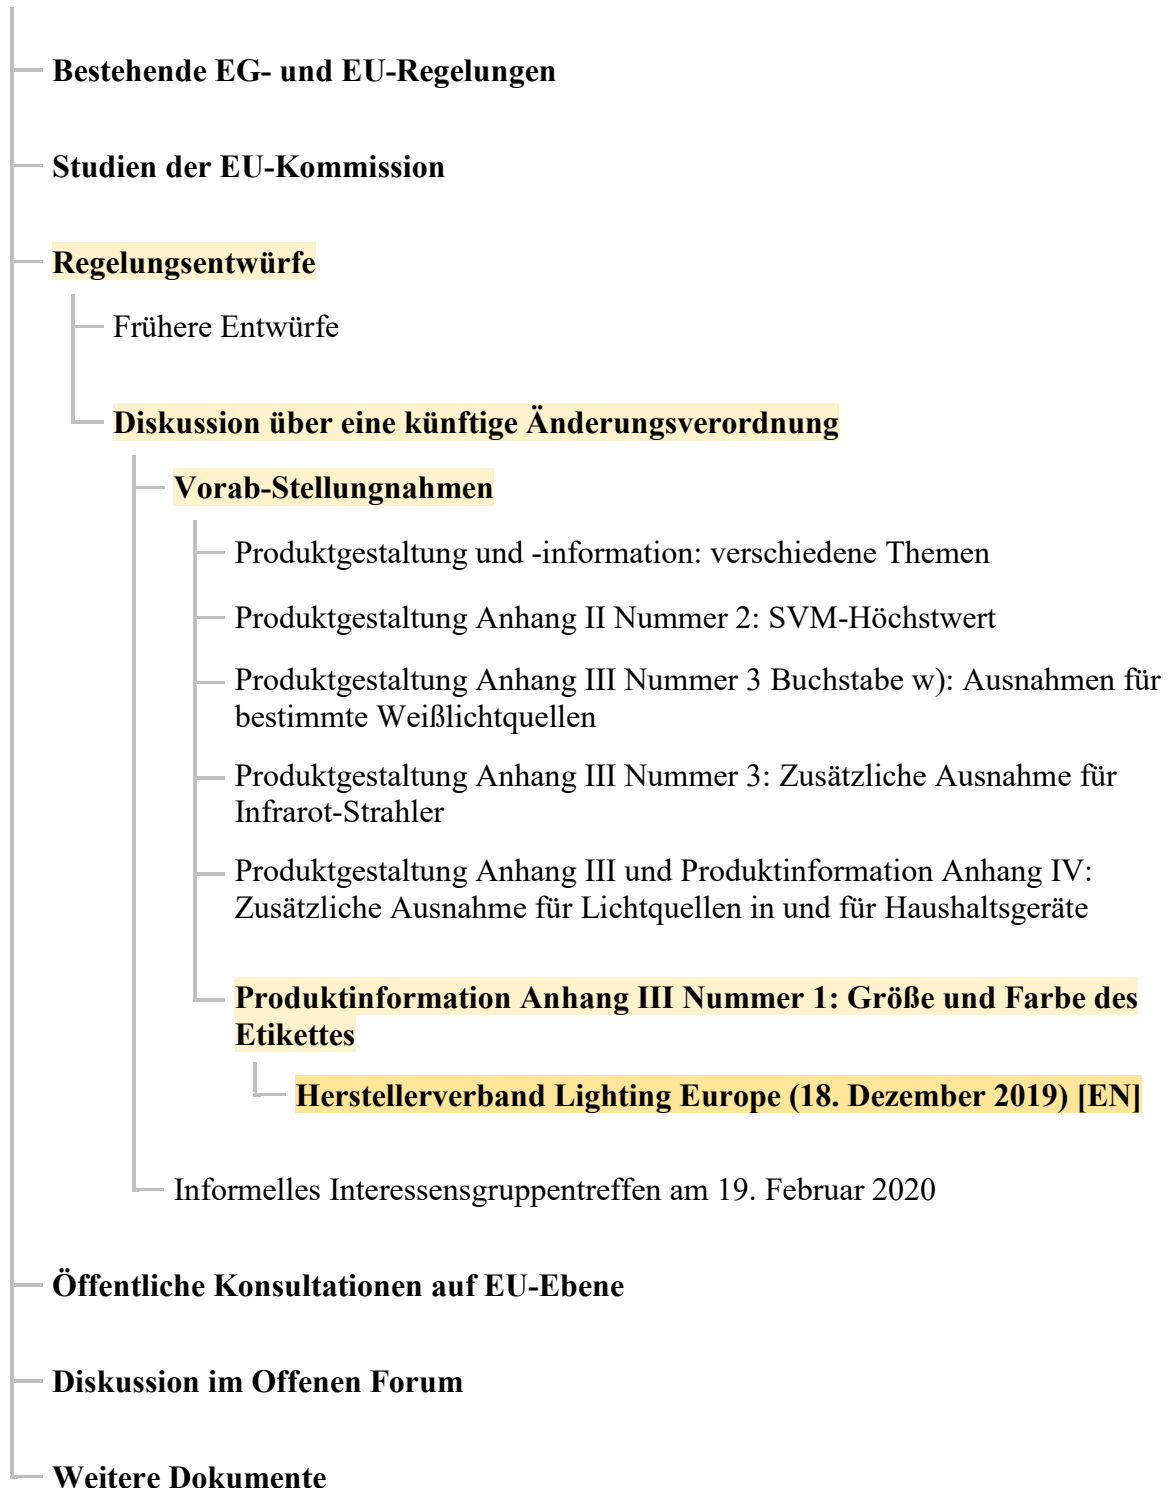 Bestehende EG- und EU-Regelungen
Studien der EU-Kommission
Regelungsentwürfe
Frühere Entwürfe
Diskussion über eine künftige Änderungsverordnung
Vorab-Stellungnahmen
Produktgestaltung und -information: verschiedene Themen
Produktgestaltung Anhang II Nummer 2: SVM-Höchstwert
Produktgestaltung Anhang III Nummer 3 Buchstabe w): Ausnahmen für
bestimmte Weißlichtquellen
Produktgestaltung Anhang III Nummer 3: Zusätzliche Ausnahme für
Infrarot-Strahler
Produktgestaltung Anhang III und Produktinformation Anhang IV:
Zusätzliche Ausnahme für Lichtquellen in und für Haushaltsgeräte
Produktinformation Anhang III Nummer 1: Größe und Farbe des
Etikettes
Herstellerverband Lighting Europe (18. Dezember 2019) [EN]
Informelles Interessensgruppentreffen am 19. Februar 2020
Öffentliche Konsultationen auf EU-Ebene
Diskussion im Offenen Forum
Weitere Dokumente